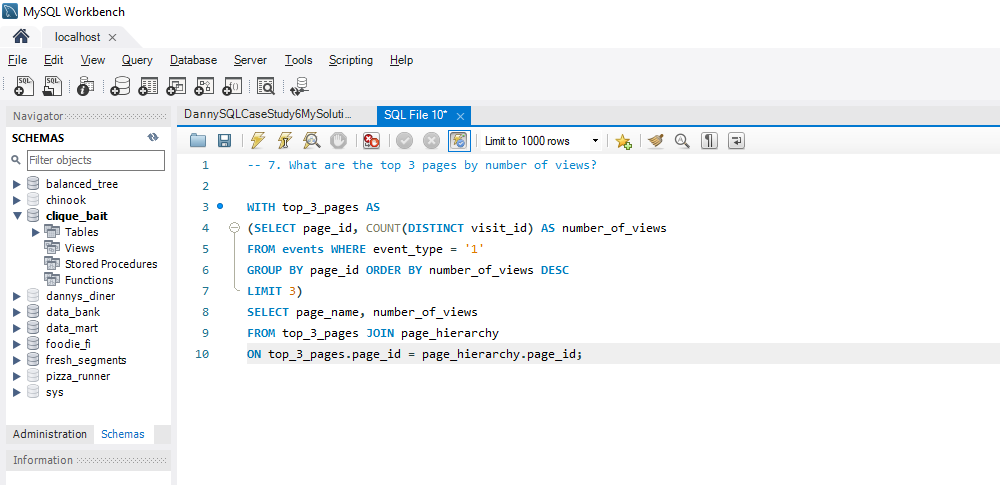 MySQL Workbench
localhost
File Edit View Query Database Server Tools Scripting Help
Navigator
SCHEMAS
Filter objects
balanced_tree
chinook
clique_bait
Tables
Views
Stored Procedures
Functions
dannys_diner
data_bank
data_mart
foodie_fi
fresh_segments
pizza_runner
sys
Administration Schemas
Information
DannySQLCaseStudy6MySoluti... SQL File 10*
Limit to 1000 rows
1 -- 7. What are the top 3 pages by number of views?
2
3 WITH top_3_pages AS
4 (SELECT page_id, COUNT(DISTINCT visit_id) AS number_of_views
5 FROM events WHERE event_type = '1'
6 GROUP BY page_id ORDER BY number_of_views DESC
7 LIMIT 3)
8 SELECT page_name, number_of_views
9 FROM top_3_pages JOIN page_hierarchy
10 ON top_3_pages.page_id = page_hierarchy.page_id;